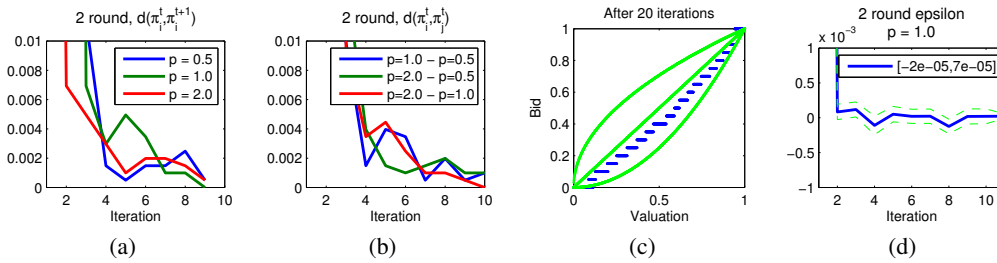 2 round, d(π_i^t,π_i^{t+1})
0.01
0.008
0.006
0.004
0.002
0
p = 0.5
p = 1.0
p = 2.0
2 4 6 8 10
Iteration
(a)
2 round, d(π_i^t,π_j^t)
0.01
0.008
0.006
0.004
0.002
0
p=1.0 − p=0.5
p=2.0 − p=0.5
p=2.0 − p=1.0
2 4 6 8 10
Iteration
(b)
After 20 iterations
Bid
1
0.8
0.6
0.4
0.2
0
0 0.5 1
Valuation
(c)
2 round epsilon
p = 1.0
x 10^-3
1
0.5
0
−0.5
−1
[−2e−05,7e−05]
2 4 6 8 10
Iteration
(d)